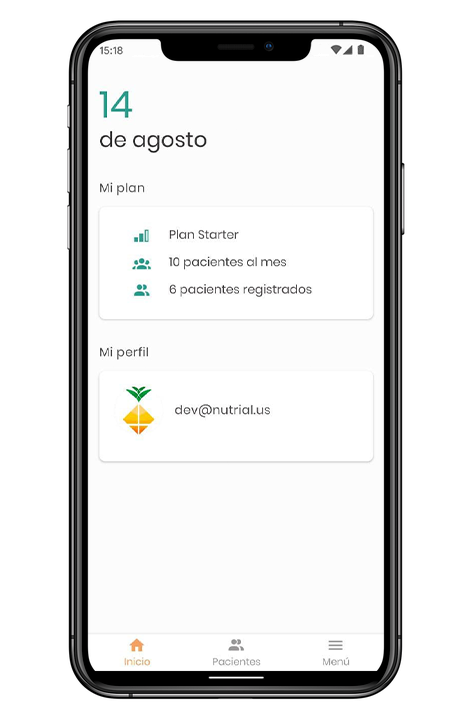 15:18
14
de agosto
Mi plan
Plan Starter
10 pacientes al mes
6 pacientes registrados
Mi perfil
dev@nutrial.us
Inicio
Pacientes
Menú